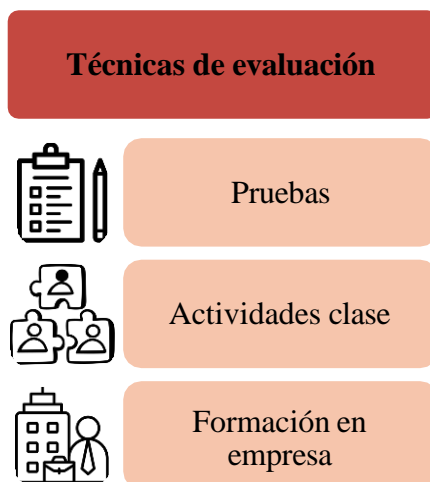 Técnicas de evaluación
Pruebas
Actividades clase
Formación en
empresa